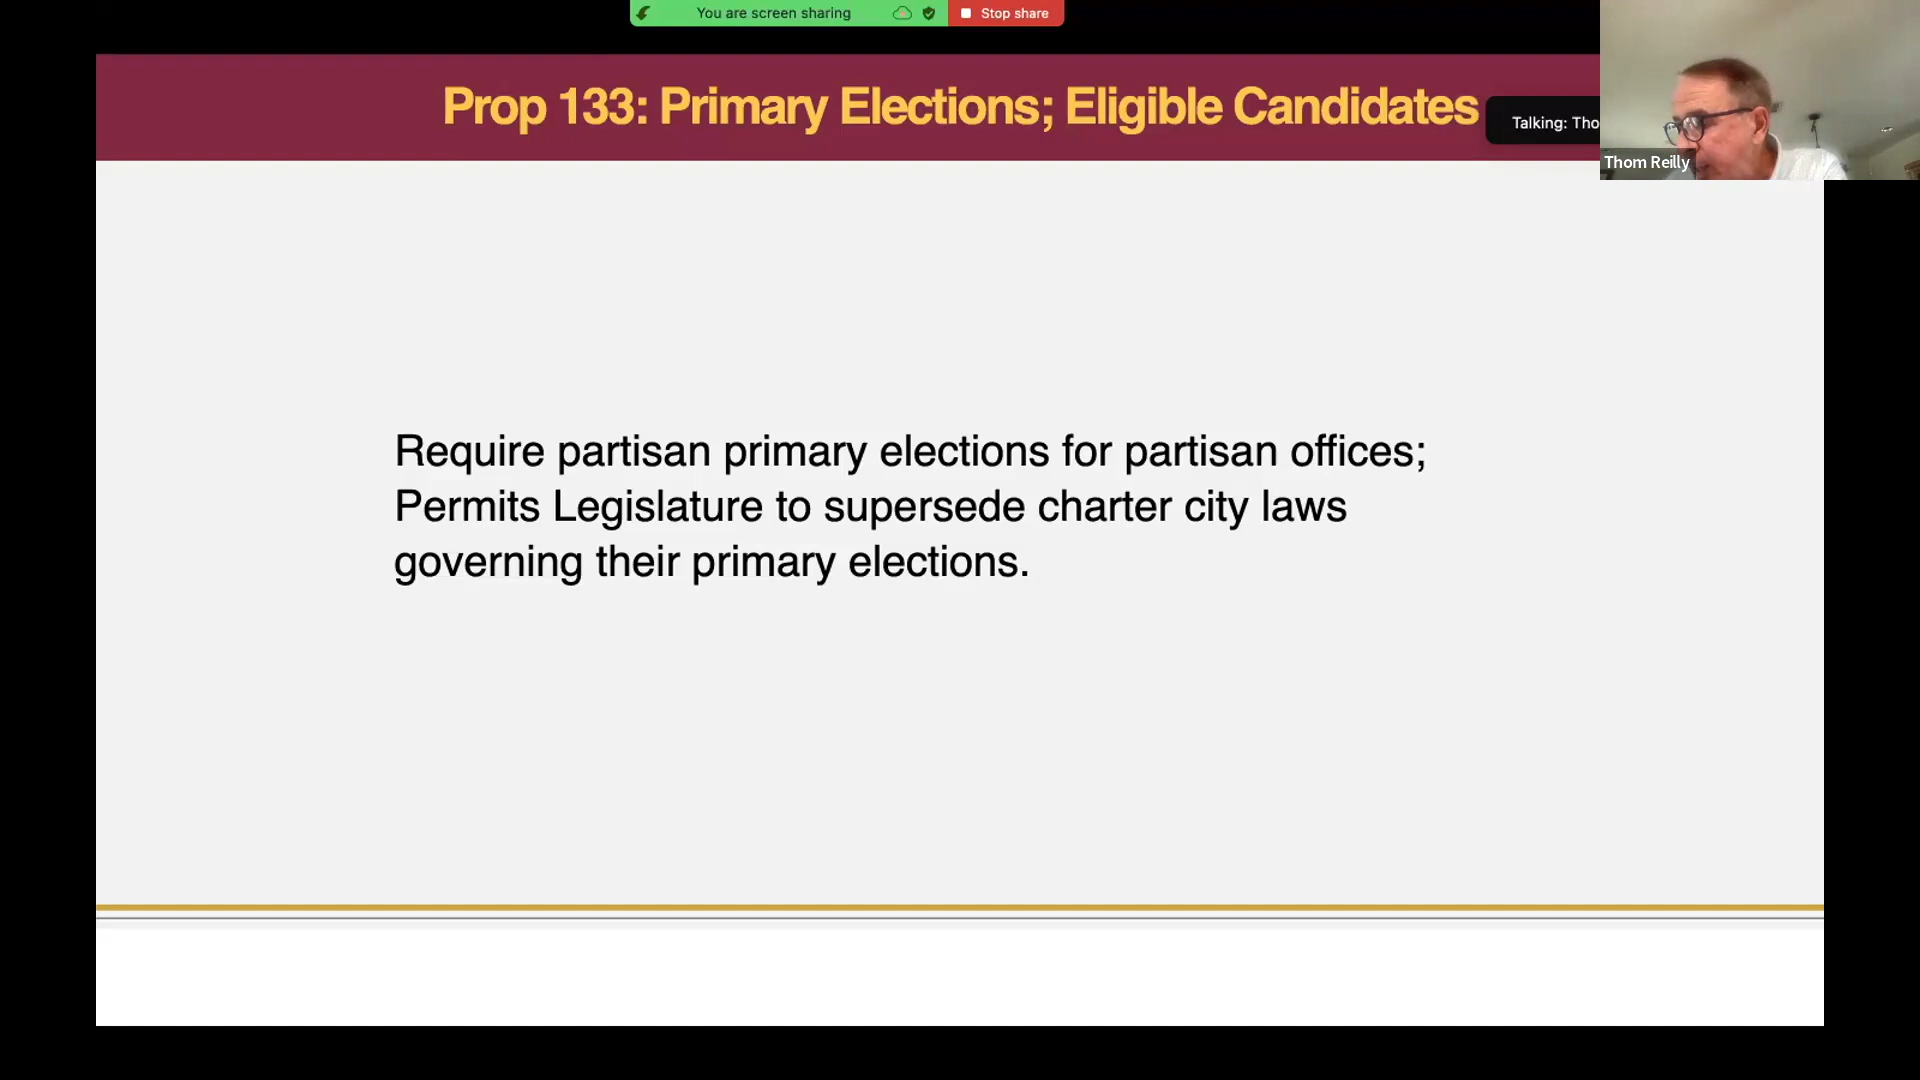 You are screen sharing
Stop share
Prop 133: Primary Elections; Eligible Candidates
Talking: Tho
Thom Reilly
Require partisan primary elections for partisan offices;
Permits Legislature to supersede charter city laws
governing their primary elections.